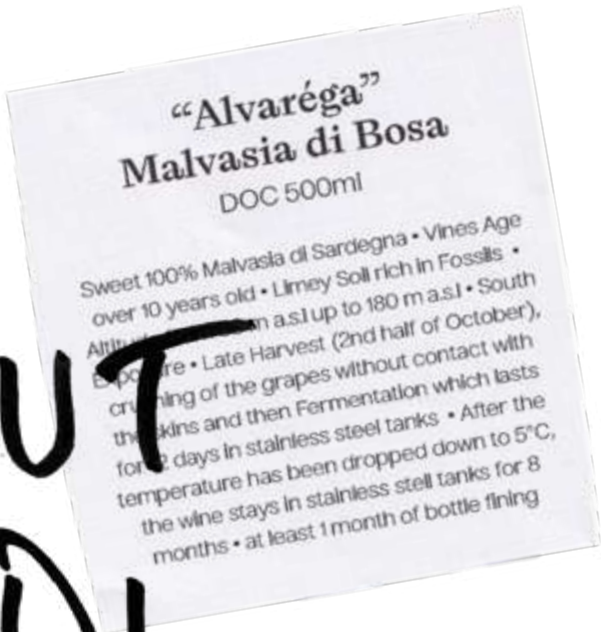 “Alvaréga”
Malvasia di Bosa
DOC 500ml
Sweet 100% Malvasia di Sardegna • Vines Age
over 10 years old • Limey Soil rich in Fossils •
a.s.l up to 180 m a.s.l • South
• Late Harvest (2nd half of October),
of the grapes without contact with
skins and then Fermentation which lasts
days in stainless steel tanks • After the
temperature has been dropped down to 5°C,
the wine stays in stainless stell tanks for 8
months • at least 1 month of bottle fining
UT